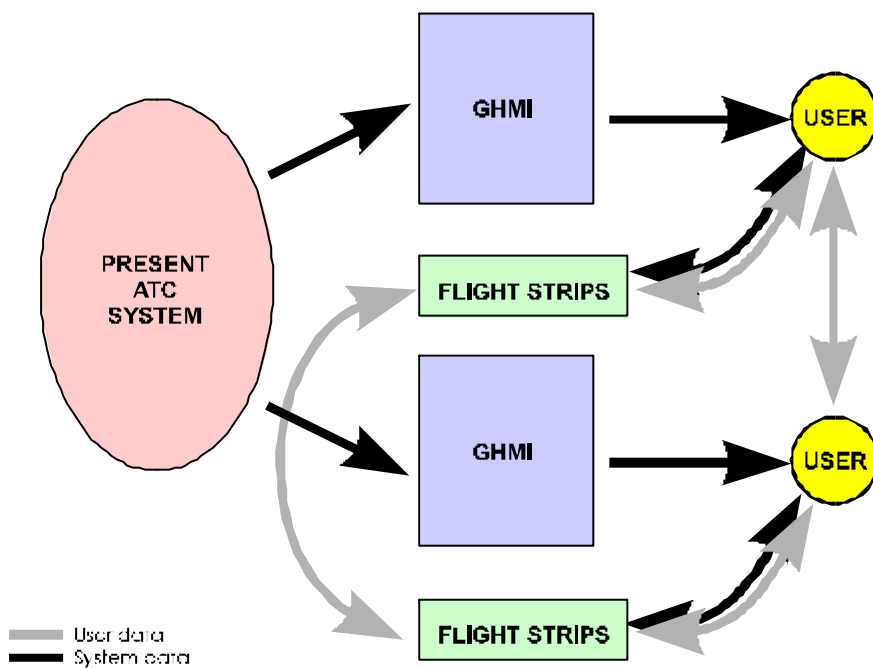 GHMI
USER
PRESENT
ATC
SYSTEM
FLIGHT STRIPS
GHMI
USER
FLIGHT STRIPS
User data
System data